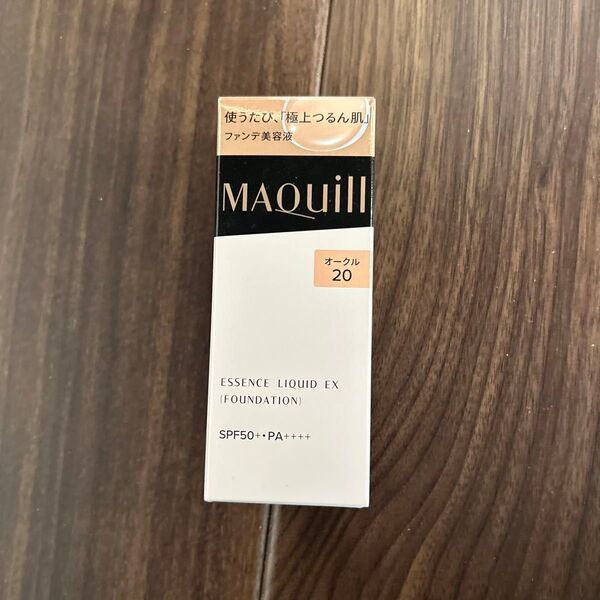 使うたび、「極上つるん肌」
ファンデ美容液
MAQuill
オークル
20
ESSENCE LIQUID EX
(FOUNDATION)
SPF50+・PA++++